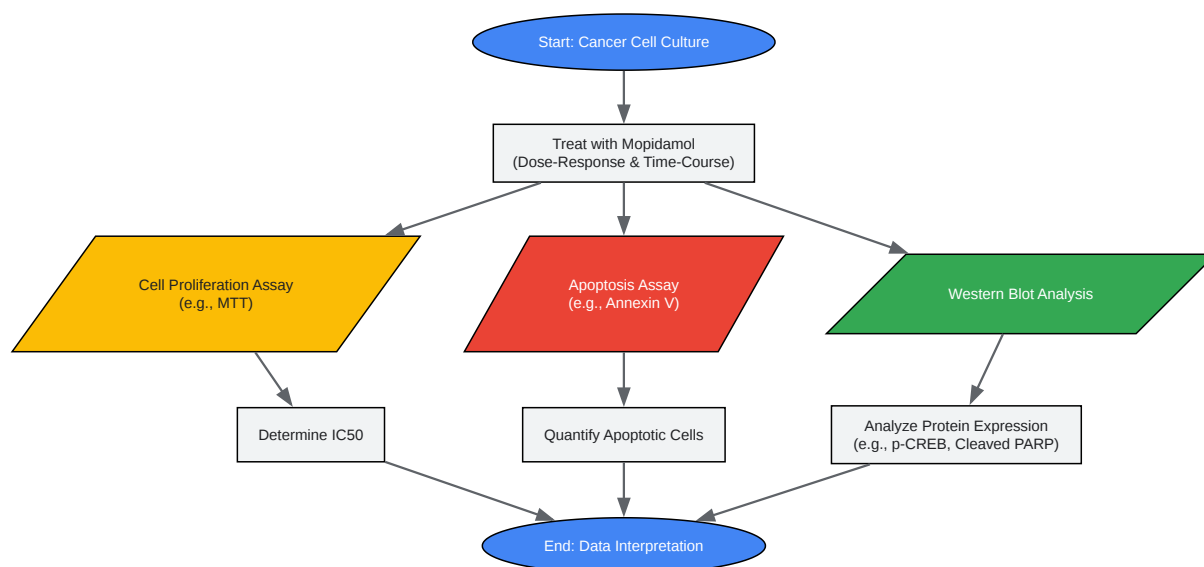 Start: Cancer Cell Culture
Treat with Mopidamol
(Dose-Response & Time-Course)
Cell Proliferation Assay
(e.g., MTT)
Apoptosis Assay
(e.g., Annexin V)
Western Blot Analysis
Determine IC50
Quantify Apoptotic Cells
Analyze Protein Expression
(e.g., p-CREB, Cleaved PARP)
End: Data Interpretation